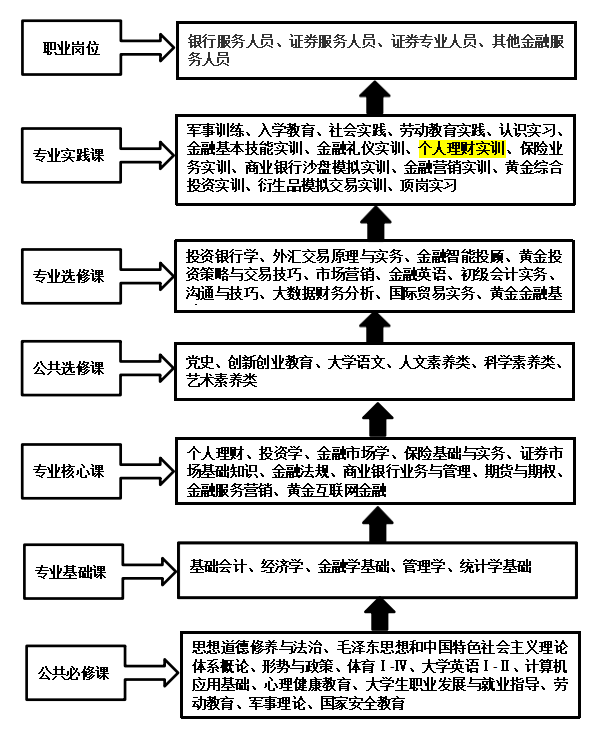 职业岗位
银行服务人员、证券服务人员、证券专业人员、其他金融服
务人员
专业实践课
军事训练、入学教育、社会实践、劳动教育实践、认识实习、
金融基本技能实训、金融礼仪实训、个人理财实训、保险业
务实训、商业银行沙盘模拟实训、金融营销实训、黄金综合
投资实训、衍生品模拟交易实训、顶岗实习
专业选修课
投资银行学、外汇交易原理与实务、金融智能投顾、黄金投
资策略与交易技巧、市场营销、金融英语、初级会计实务、
沟通与技巧、大数据财务分析、国际贸易实务、黄金金融基
公共选修课
党史、创新创业教育、大学语文、人文素养类、科学素养类、
艺术素养类
专业核心课
个人理财、投资学、金融市场学、保险基础与实务、证券市
场基础知识、金融法规、商业银行业务与管理、期货与期权、
金融服务营销、黄金互联网金融
专业基础课
基础会计、经济学、金融学基础、管理学、统计学基础
公共必修课
思想道德修养与法治、毛泽东思想和中国特色社会主义理论
体系概论、形势与政策、体育Ⅰ-Ⅳ、大学英语Ⅰ-Ⅱ、计算机
应用基础、心理健康教育、大学生职业发展与就业指导、劳
动教育、军事理论、国家安全教育